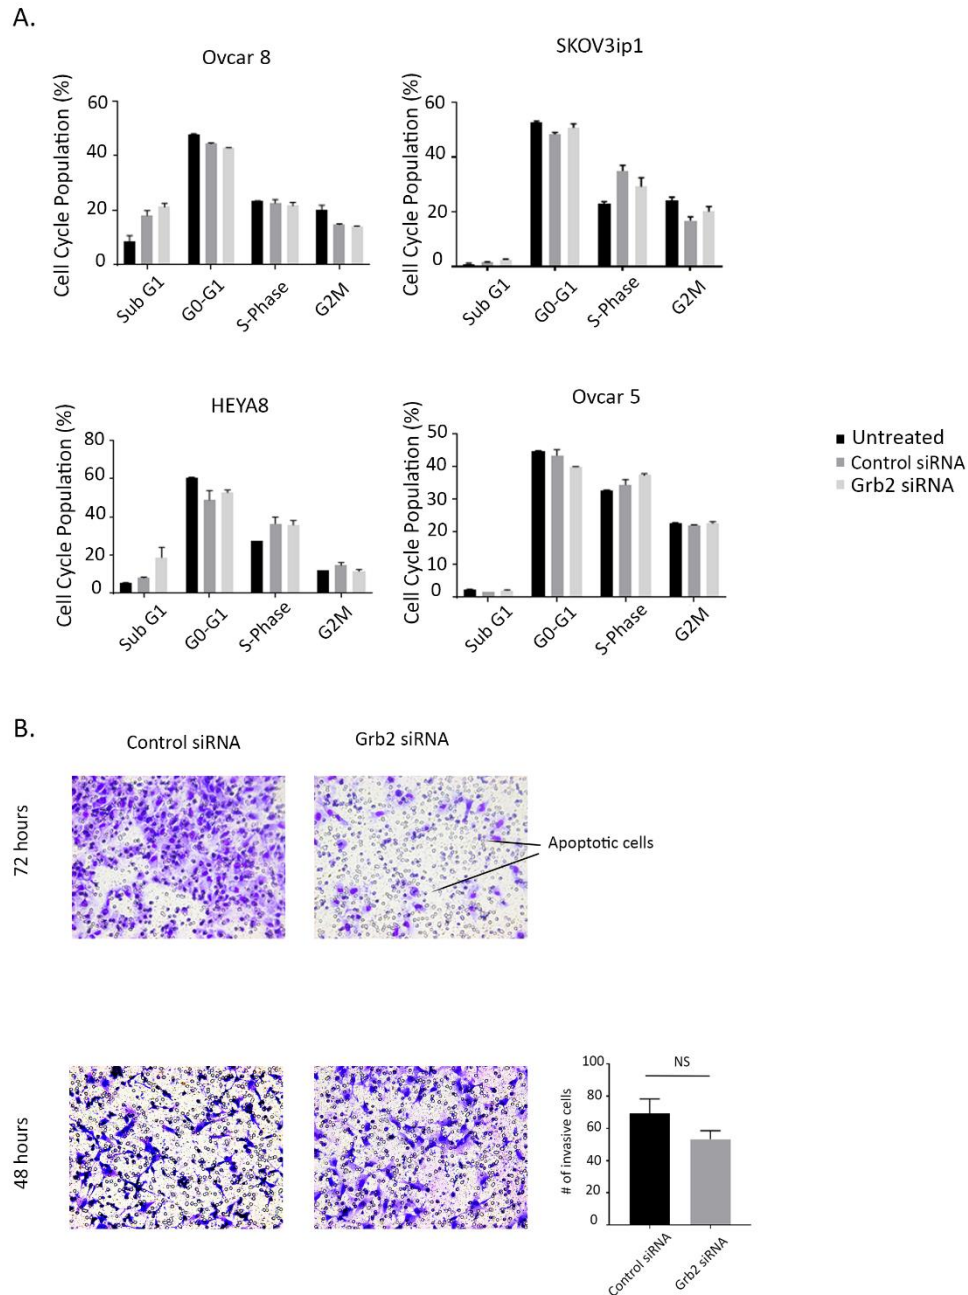 A.
Ovcar 8
SKOV3ip1
Cell Cycle Population (%)
60
40
20
0
Sub G1
G0-G1
S-Phase
G2M
Cell Cycle Population (%)
60
40
20
0
Sub G1
G0-G1
S-Phase
G2M
HEYA8
Ovcar 5
Cell Cycle Population (%)
80
60
40
20
0
Sub G1
G0-G1
S-Phase
G2M
Cell Cycle Population (%)
50
40
30
20
10
0
Sub G1
G0-G1
S-Phase
G2M
Untreated
Control siRNA
Grb2 siRNA
B.
Control siRNA
Grb2 siRNA
72 hours
Apoptotic cells
48 hours
# of invasive cells
100
80
60
40
20
0
NS
Control siRNA
Grb2 siRNA